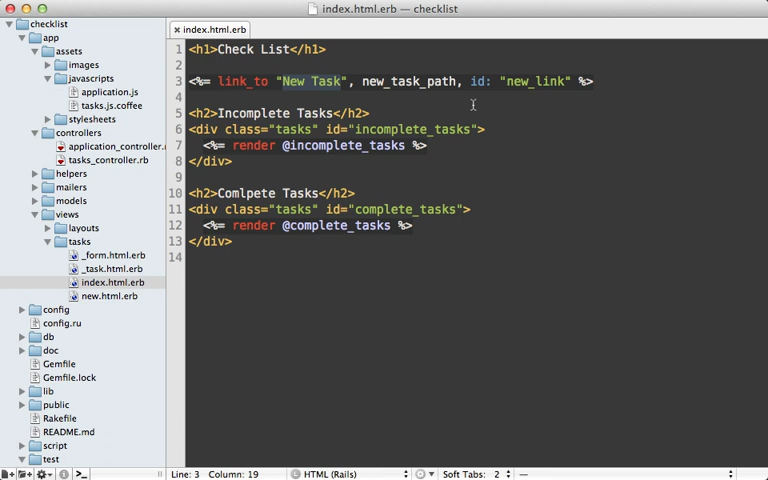 index.html.erb — checklist
checklist
app
assets
images
javascripts
application.js
tasks.js.coffee
stylesheets
controllers
application_controller.r
tasks_controller.rb
helpers
mailers
models
views
layouts
tasks
_form.html.erb
_task.html.erb
index.html.erb
new.html.erb
config
config.ru
db
doc
Gemfile
Gemfile.lock
lib
public
Rakefile
README.md
script
test
index.html.erb
1 <h1>Check List</h1>
2
3 <%= link_to "New Task", new_task_path, id: "new_link" %>
4
5 <h2>Incomplete Tasks</h2>
6 <div class="tasks" id="incomplete_tasks">
7 <%= render @incomplete_tasks %>
8 </div>
9
10 <h2>Comlpete Tasks</h2>
11 <div class="tasks" id="complete_tasks">
12 <%= render @complete_tasks %>
13 </div>
14
Line: 3 Column: 19 HTML (Rails) Soft Tabs: 2 —